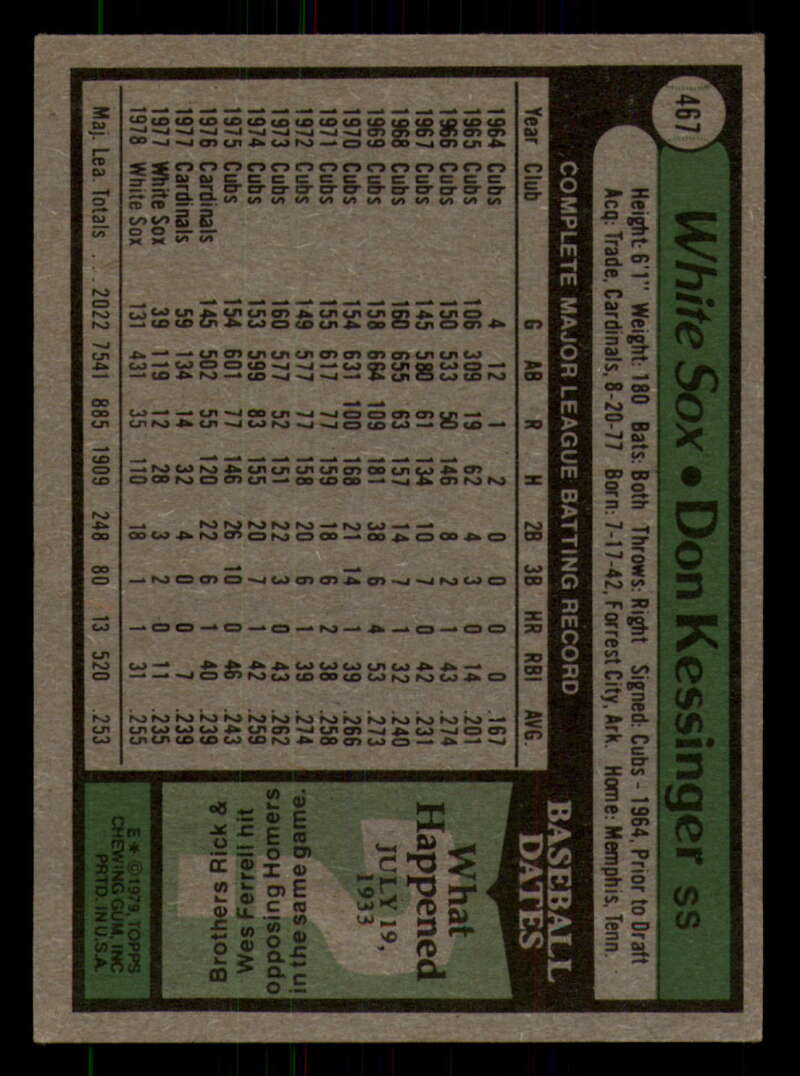 467
White Sox • Don Kessinger SS
Height: 6'1" Weight: 180 Bats: Both Throws: Right Signed: Cubs - 1964, Prior to Draft
Acq: Trade, Cardinals, 8-20-77 Born: 7-17-42, Forrest City, Ark. Home: Memphis, Tenn.
COMPLETE MAJOR LEAGUE BATTING RECORD
Year Club G AB R H 2B 3B HR RBI AVG.
1964 Cubs 4 12 1 2 0 0 0 0 .167
1965 Cubs 106 309 19 62 4 3 0 14 .201
1966 Cubs 150 533 50 146 8 2 1 43 .274
1967 Cubs 145 580 61 134 10 7 0 42 .231
1968 Cubs 160 655 63 157 14 7 1 32 .240
1969 Cubs 158 664 109 181 38 6 4 53 .273
1970 Cubs 154 631 100 168 21 14 1 39 .266
1971 Cubs 155 617 77 159 18 6 2 38 .258
1972 Cubs 149 577 77 158 20 6 1 39 .274
1973 Cubs 160 577 52 151 22 3 0 43 .262
1974 Cubs 153 599 83 155 20 7 1 42 .259
1975 Cubs 154 601 77 146 26 10 0 46 .243
1976 Cardinals 145 502 55 120 22 6 1 40 .239
1977 Cardinals 59 134 14 32 4 0 0 7 .239
1977 White Sox 39 119 12 28 3 2 0 11 .235
1978 White Sox 131 431 35 110 18 1 1 31 .255
Maj. Lea. Totals . . . 2022 7541 885 1909 248 80 13 520 .253
BASEBALL
DATES
What
Happened
JULY 19,
1933
Brothers Rick &
Wes Ferrell hit
opposing Homers
in the same game.
E* © 1979, TOPPS
CHEWING GUM, INC.
PRTD. IN U.S.A.